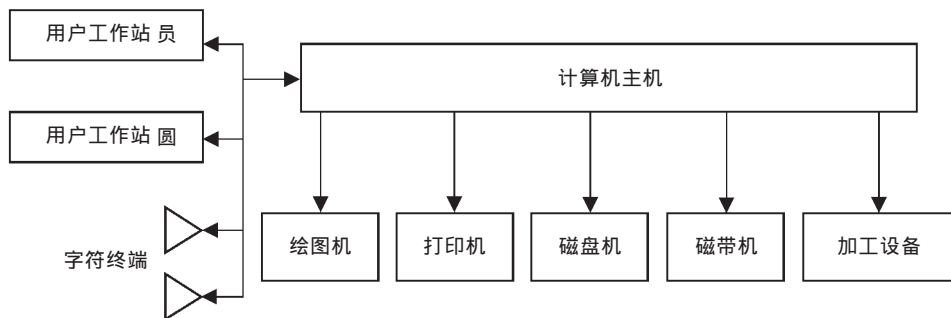 用户工作站 员
计算机主机
用户工作站 圆
字符终端
绘图机
打印机
磁盘机
磁带机
加工设备